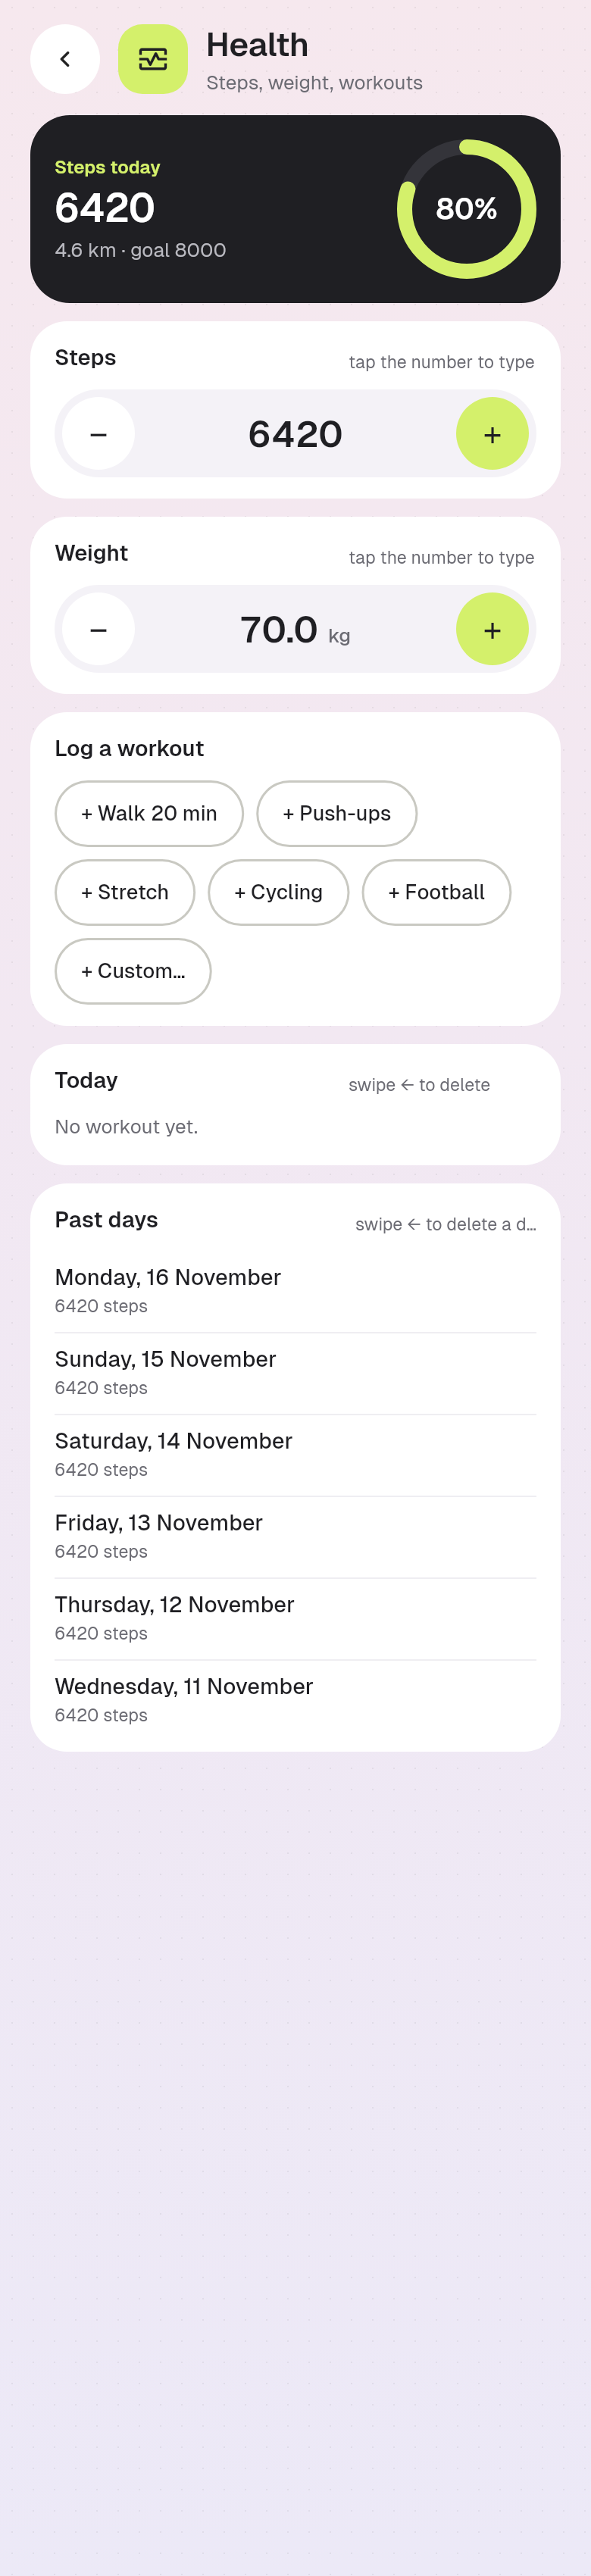 Health
Steps, weight, workouts
Steps today
6420
4.6 km · goal 8000
80%
Steps
tap the number to type
− 6420 +
Weight
tap the number to type
− 70.0 kg +
Log a workout
+ Walk 20 min
+ Push-ups
+ Stretch
+ Cycling
+ Football
+ Custom...
Today
swipe ← to delete
No workout yet.
Past days
swipe ← to delete a d...
Monday, 16 November
6420 steps
Sunday, 15 November
6420 steps
Saturday, 14 November
6420 steps
Friday, 13 November
6420 steps
Thursday, 12 November
6420 steps
Wednesday, 11 November
6420 steps